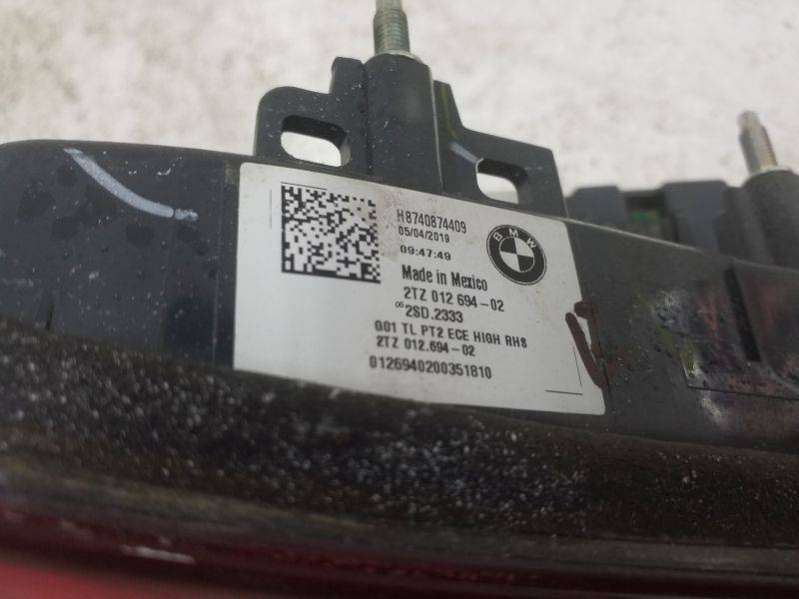 H8740874409
05/04/2019
09:47:49
BMW
Made in Mexico
2TZ 012 694-02
05 2SD.2333
G01 TL PT2 ECE HIGH RHS
2TZ 012.694-02
0126940200351810